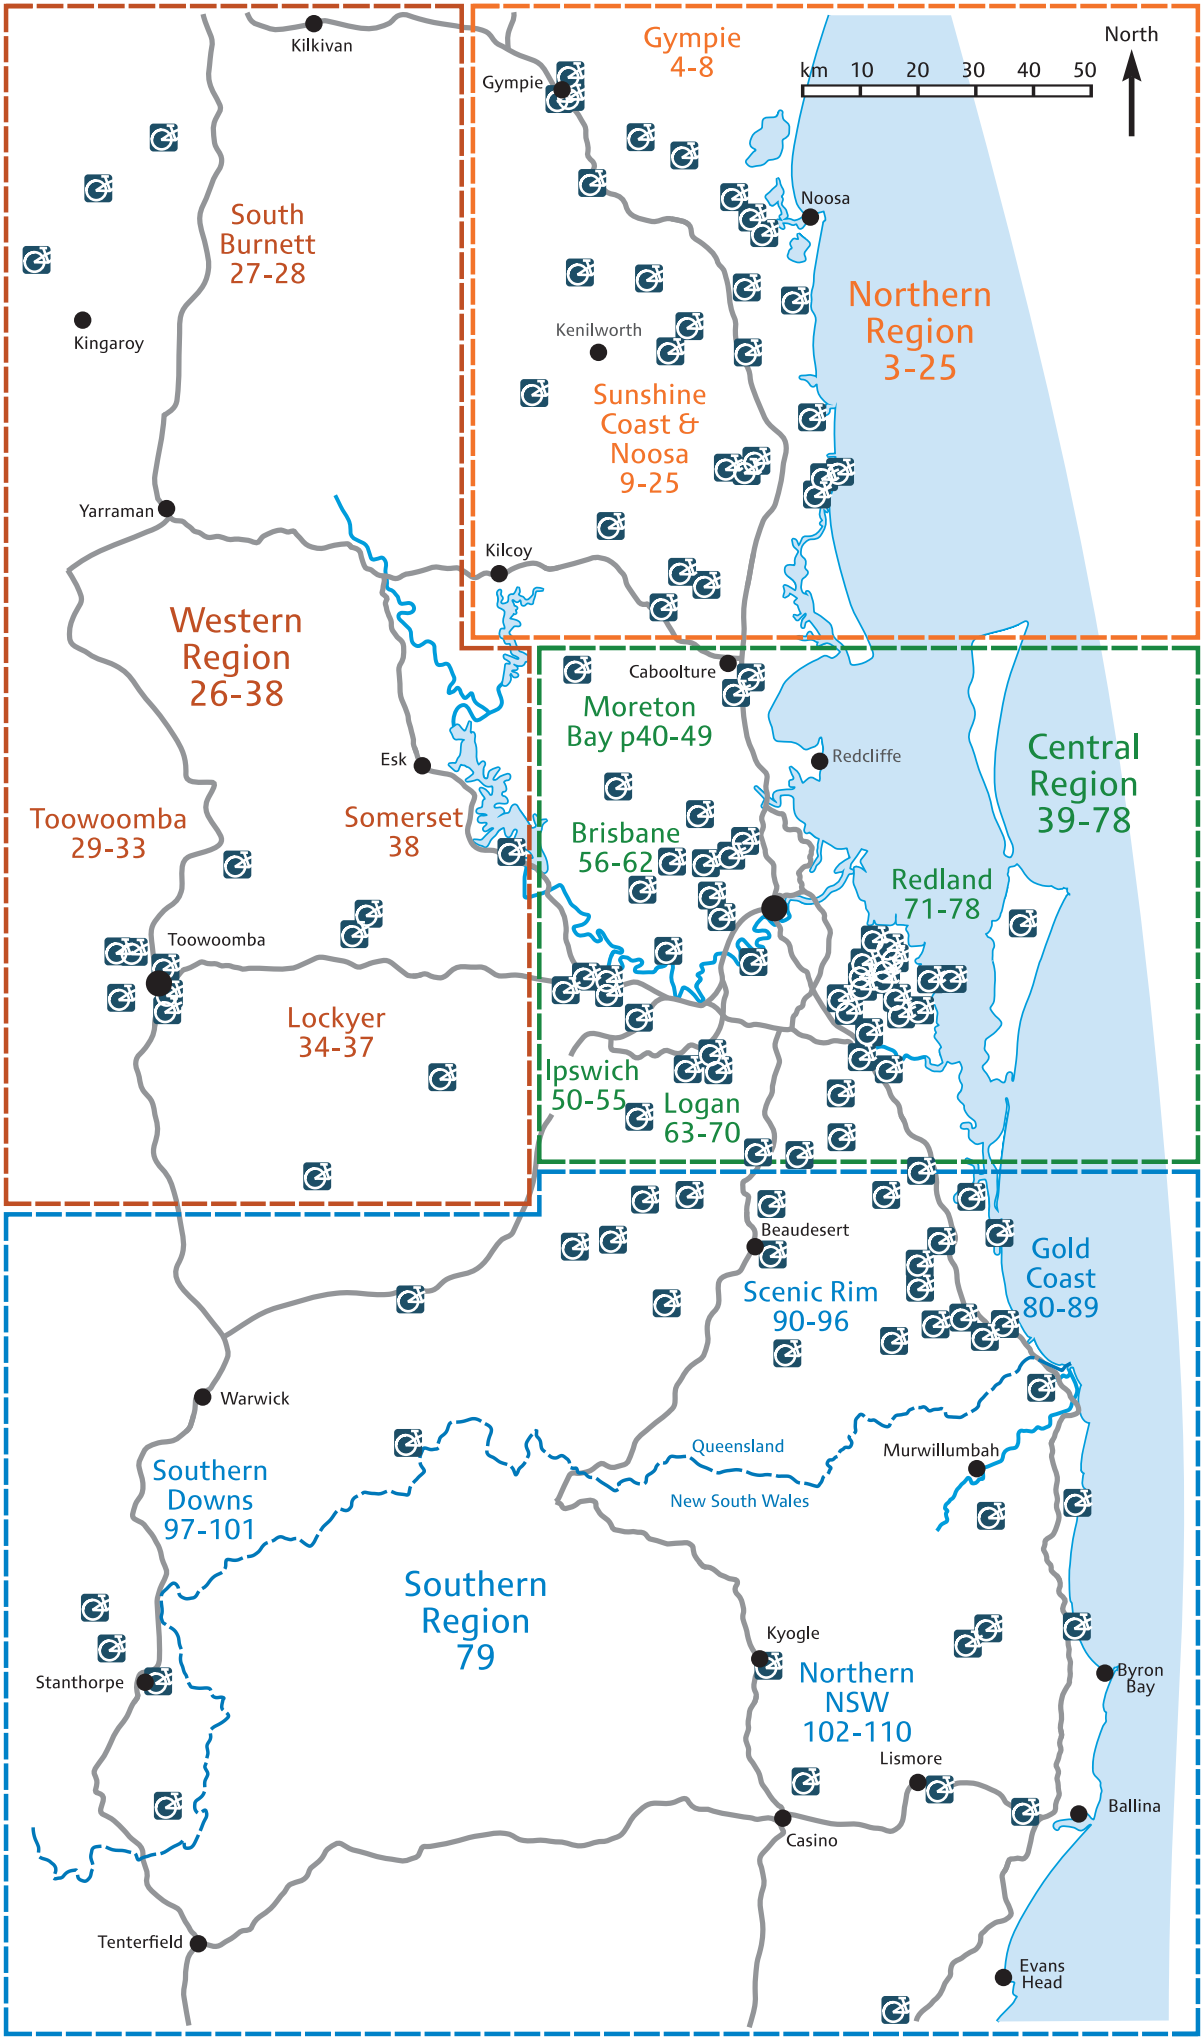 Kilkivan
Gympie
4-8
North
km 10 20 30 40 50
Gympie
Noosa
South
Burnett
27-28
Kingaroy
Kenilworth
Northern
Region
3-25
Sunshine
Coast &
Noosa
9-25
Yarraman
Kilcoy
Western
Region
26-38
Caboolture
Moreton
Bay p40-49
Redcliffe
Central
Region
39-78
Esk
Toowoomba
29-33
Somerset
38
Brisbane
56-62
Redland
71-78
Toowoomba
Lockyer
34-37
Ipswich
50-55
Logan
63-70
Beaudesert
Gold
Coast
80-89
Scenic Rim
90-96
Warwick
Queensland
New South Wales
Murwillumbah
Southern
Downs
97-101
Southern
Region
79
Kyogle
Stanthorpe
Northern
NSW
102-110
Byron
Bay
Lismore
Ballina
Casino
Tenterfield
Evans
Head